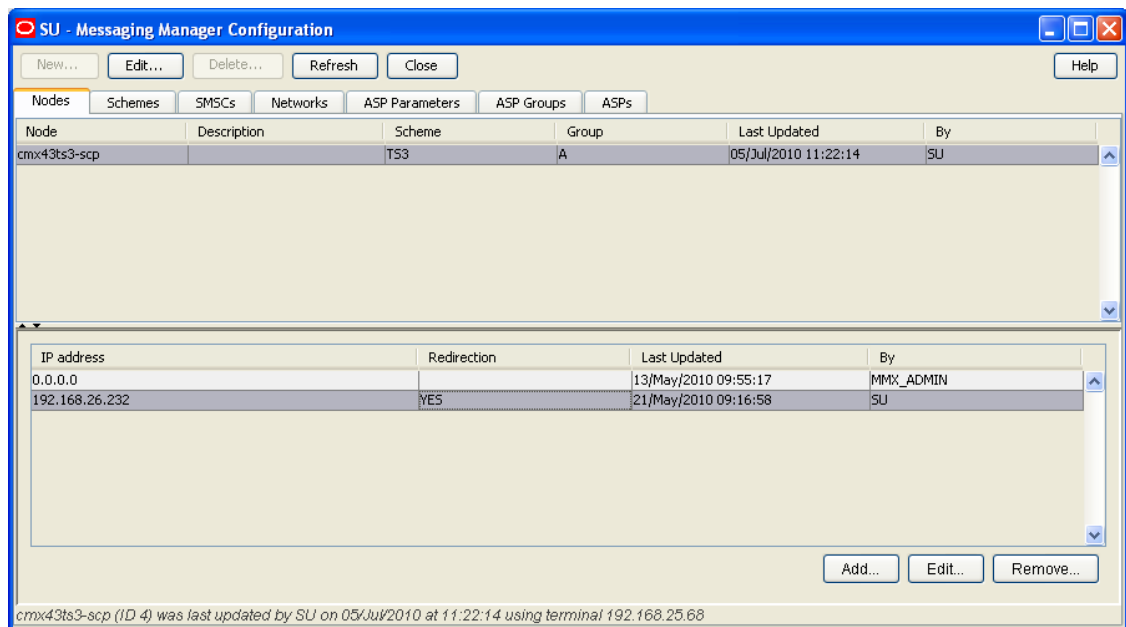 SU - Messaging Manager Configuration
New... Edit... Delete... Refresh Close Help
Nodes Schemes SMSCs Networks ASP Parameters ASP Groups ASPs
Node Description Scheme Group Last Updated By
cmx43ts3-scp TS3 A 05/Jul/2010 11:22:14 SU
IP address Redirection Last Updated By
0.0.0.0 13/May/2010 09:55:17 MMX_ADMIN
192.168.26.232 YES 21/May/2010 09:16:58 SU
Add... Edit... Remove...
cmx43ts3-scp (ID 4) was last updated by SU on 05/Jul/2010 at 11:22:14 using terminal 192.168.25.68